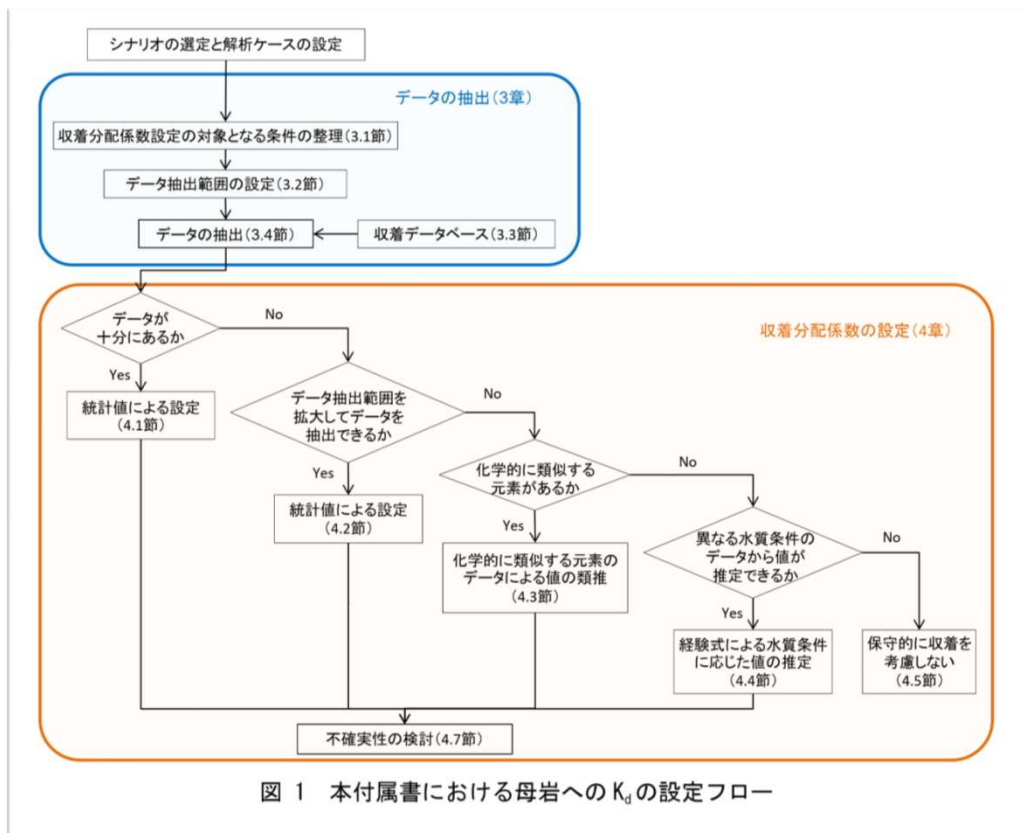 シナリオの選定と解析ケースの設定
データの抽出(3章)
収着分配係数設定の対象となる条件の整理(3.1節)
データ抽出範囲の設定(3.2節)
データの抽出(3.4節)
収着データベース(3.3節)
収着分配係数の設定(4章)
データが
十分にあるか
No
Yes
統計値による設定
(4.1節)
データ抽出範囲を
拡大してデータを
抽出できるか
No
Yes
統計値による設定
(4.2節)
化学的に類似する
元素があるか
No
Yes
化学的に類似する元素の
データによる値の類推
(4.3節)
異なる水質条件の
データから値が
推定できるか
No
Yes
経験式による水質条件
に応じた値の推定
(4.4節)
保守的に収着を
考慮しない
(4.5節)
不確実性の検討(4.7節)
図 1 本付属書における母岩への Kd の設定フロー